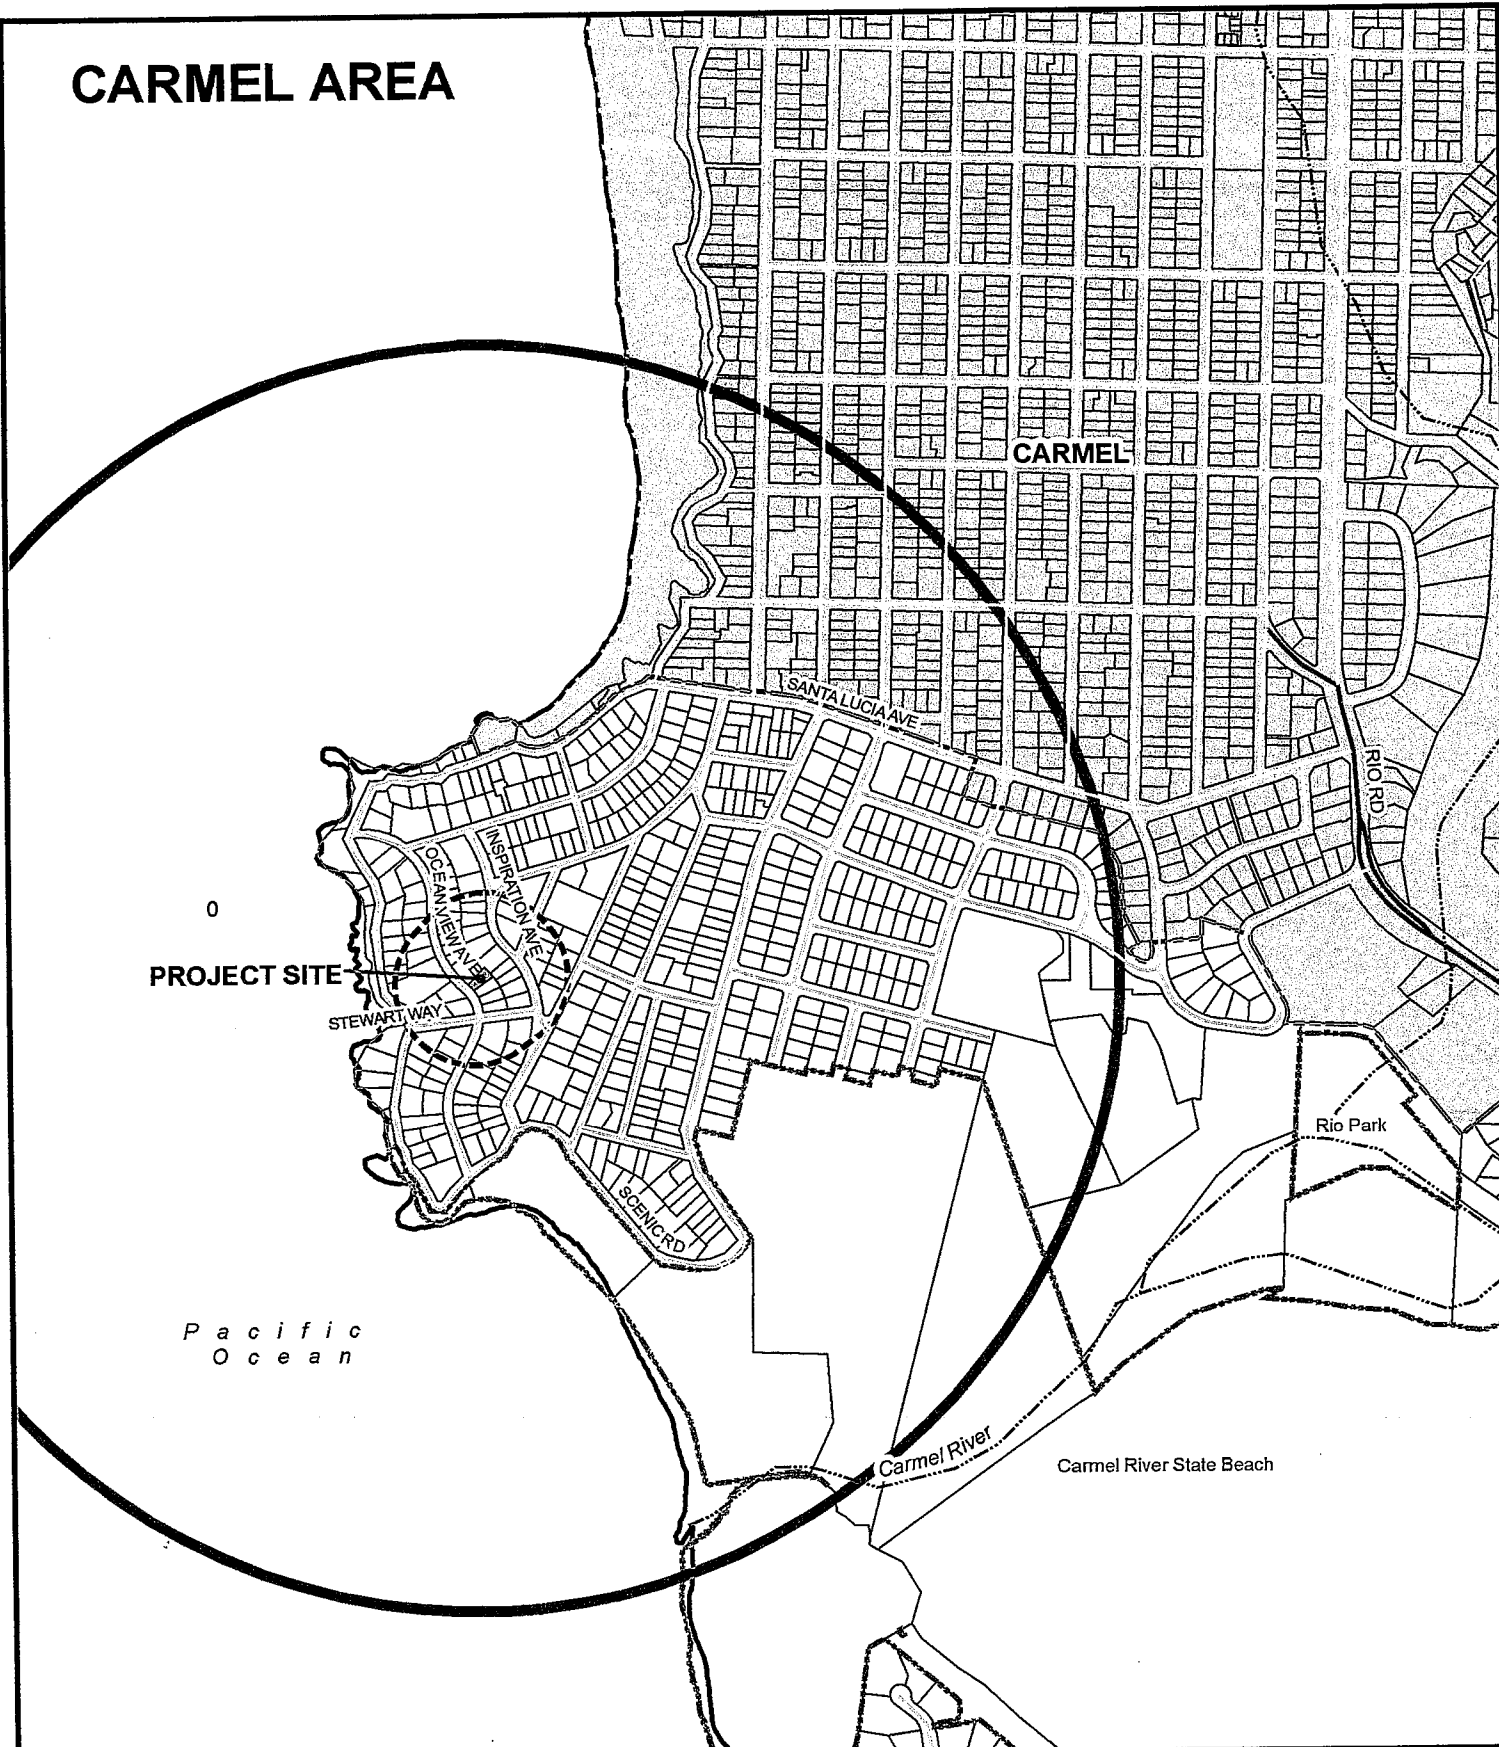 CARMEL AREA
CARMEL
SANTA LUCIA AVE
RIO RD
INSPIRATION AVE
OCEAN VIEW AVE
0
PROJECT SITE
STEWART WAY
Rio Park
SCENIC RD
Pacific
Ocean
Carmel River
Carmel River State Beach